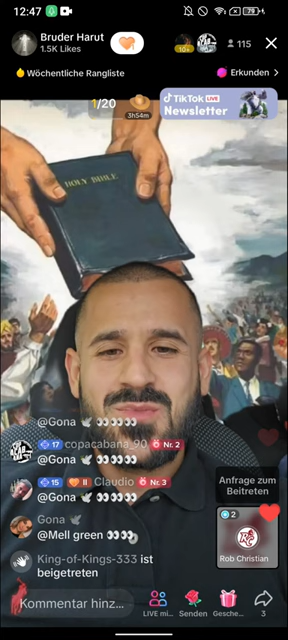 12:47
79
Bruder Harut
1.5K Likes
10+
115
Wöchentliche Rangliste
Erkunden
1/20
3h54m
TikTok LIVE
Newsletter
HOLY BIBLE
@Gona 🕊 👀👀👀
17 copacabana_90 Nr. 2
@Gona 🕊 👀👀👀
15 II Claudio Nr. 3
@Gona 🕊 👀👀👀
Gona 🕊
@Mell green 👀👀
King-of-Kings-333 ist
beigetreten
Anfrage zum
Beitreten
2
Rob Christian
Kommentar hinz...
LIVE mi...
Senden
Gesche...
3